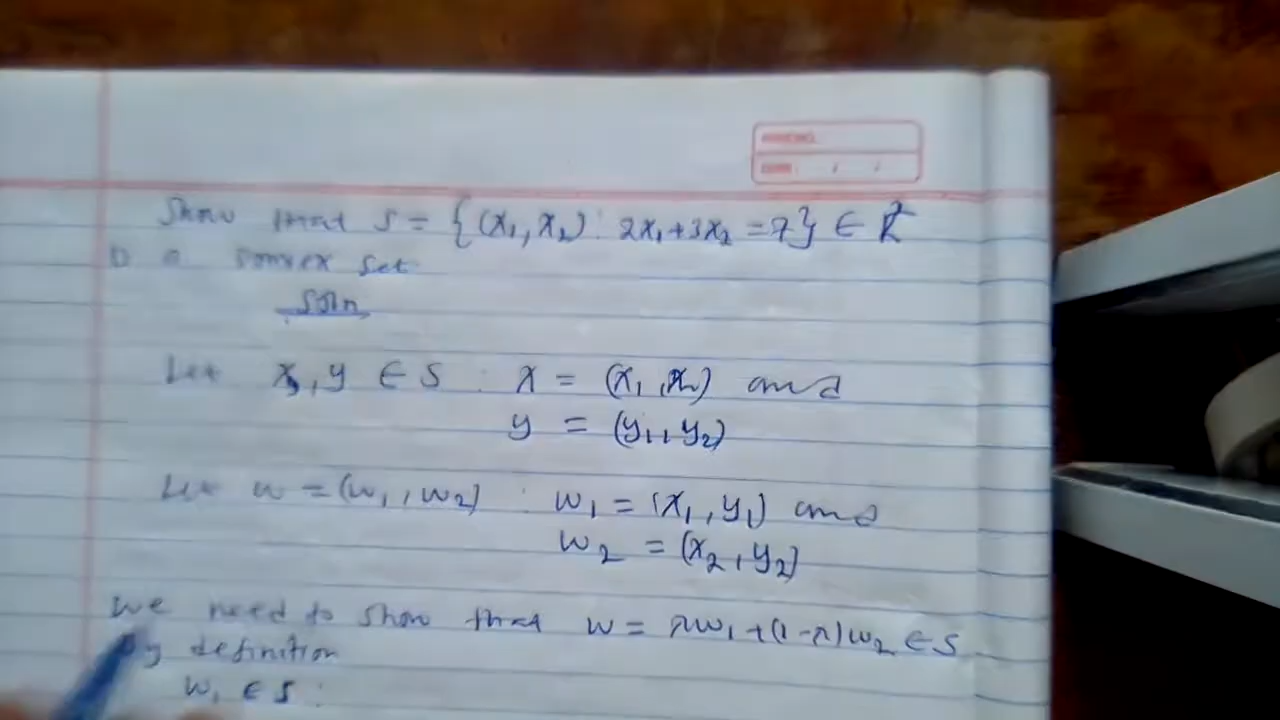 Show that S = {(x₁, x₂) : 2x₁+3x₂ = 7} ∈ R²
is a convex set
soln
Let x, y ∈ S : x = (x₁, x₂) and
y = (y₁, y₂)
Let w = (w₁, w₂) : w₁ = (x₁, y₁) and
w₂ = (x₂, y₂)
We need to show that w = λw₁ + (1-λ)w₂ ∈ S
By definition
w₁ ∈ S :